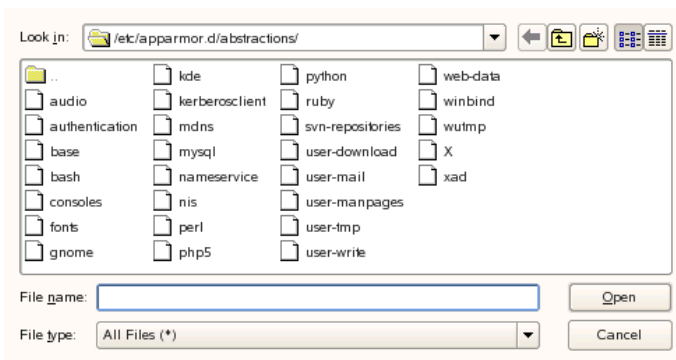 Look in: /etc/apparmor.d/abstractions/
.. kde python web-data
audio kerberosclient ruby winbind
authentication mdns svn-repositories wutmp
base mysql user-download X
bash nameservice user-mail xad
consoles nis user-manpages
fonts perl user-tmp
gnome php5 user-write
File name: Open
File type: All Files (*) Cancel